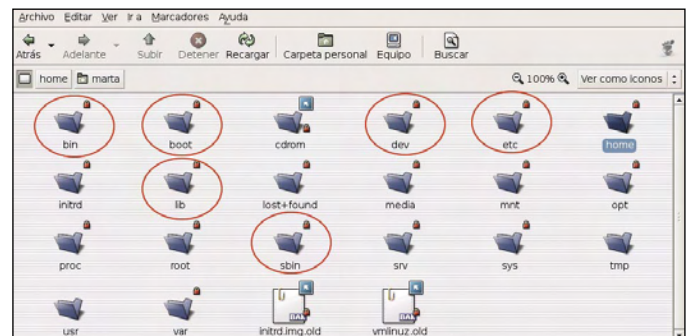 Archivo Editar Ver Ir a Marcadores Ayuda
Atrás Adelante Subir Detener Recargar Carpeta personal Equipo Buscar
home marta 100% Ver como Iconos
bin boot cdrom dev etc home
initrd lib lost+found media mnt opt
proc root sbin srv sys tmp
usr var initrd.img.old vmlinuz.old